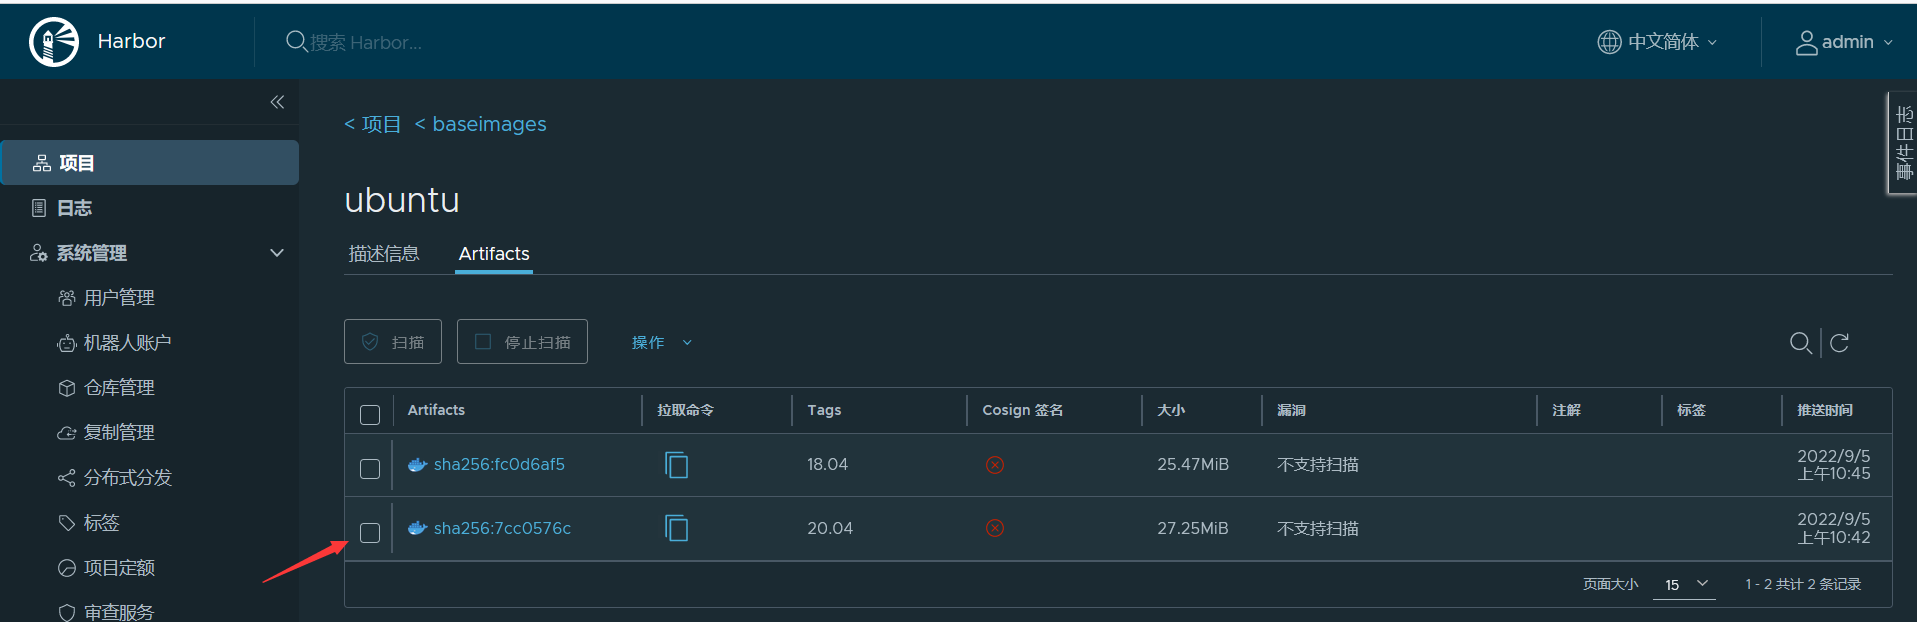 Harbor
搜索 Harbor...
中文简体
admin
事件日志
项目
日志
系统管理
用户管理
机器人账户
仓库管理
复制管理
分布式分发
标签
项目定额
审查服务
< 项目 < baseimages
ubuntu
描述信息 Artifacts
扫描 停止扫描 操作
Artifacts 拉取命令 Tags Cosign 签名 大小 漏洞 注解 标签 推送时间
sha256:fc0d6af5 18.04 25.47MiB 不支持扫描 2022/9/5
上午10:45
sha256:7cc0576c 20.04 27.25MiB 不支持扫描 2022/9/5
上午10:42
页面大小 15 1 - 2 共计 2 条记录